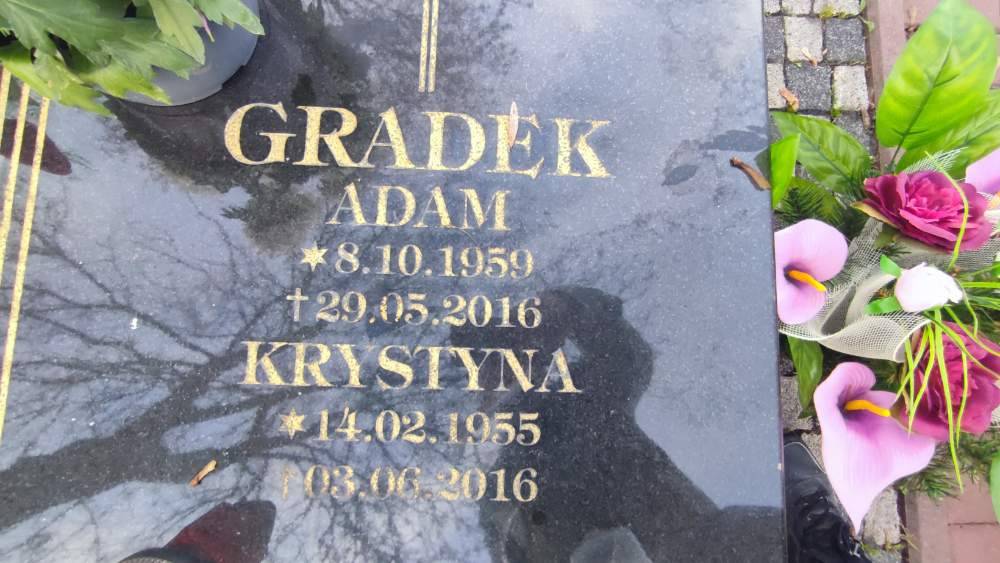 GRADEK
ADAM
✶8.10.1959
†29.05.2016
KRYSTYNA
✶14.02.1955
†03.06.2016